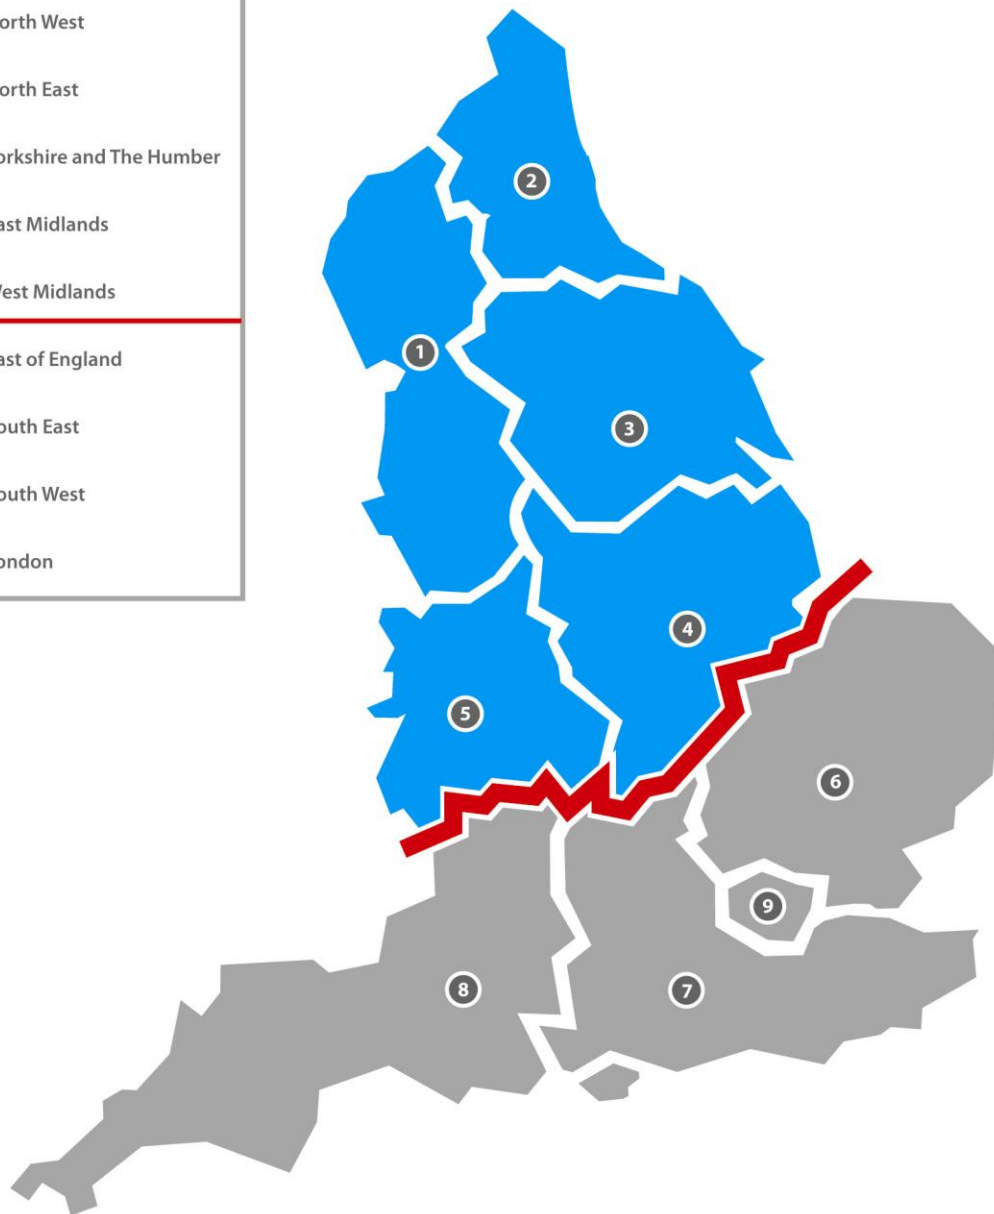 orth West
orth East
orkshire and The Humber
ast Midlands
est Midlands
ast of England
outh East
outh West
ondon
2
1
3
4
5
6
9
8
7